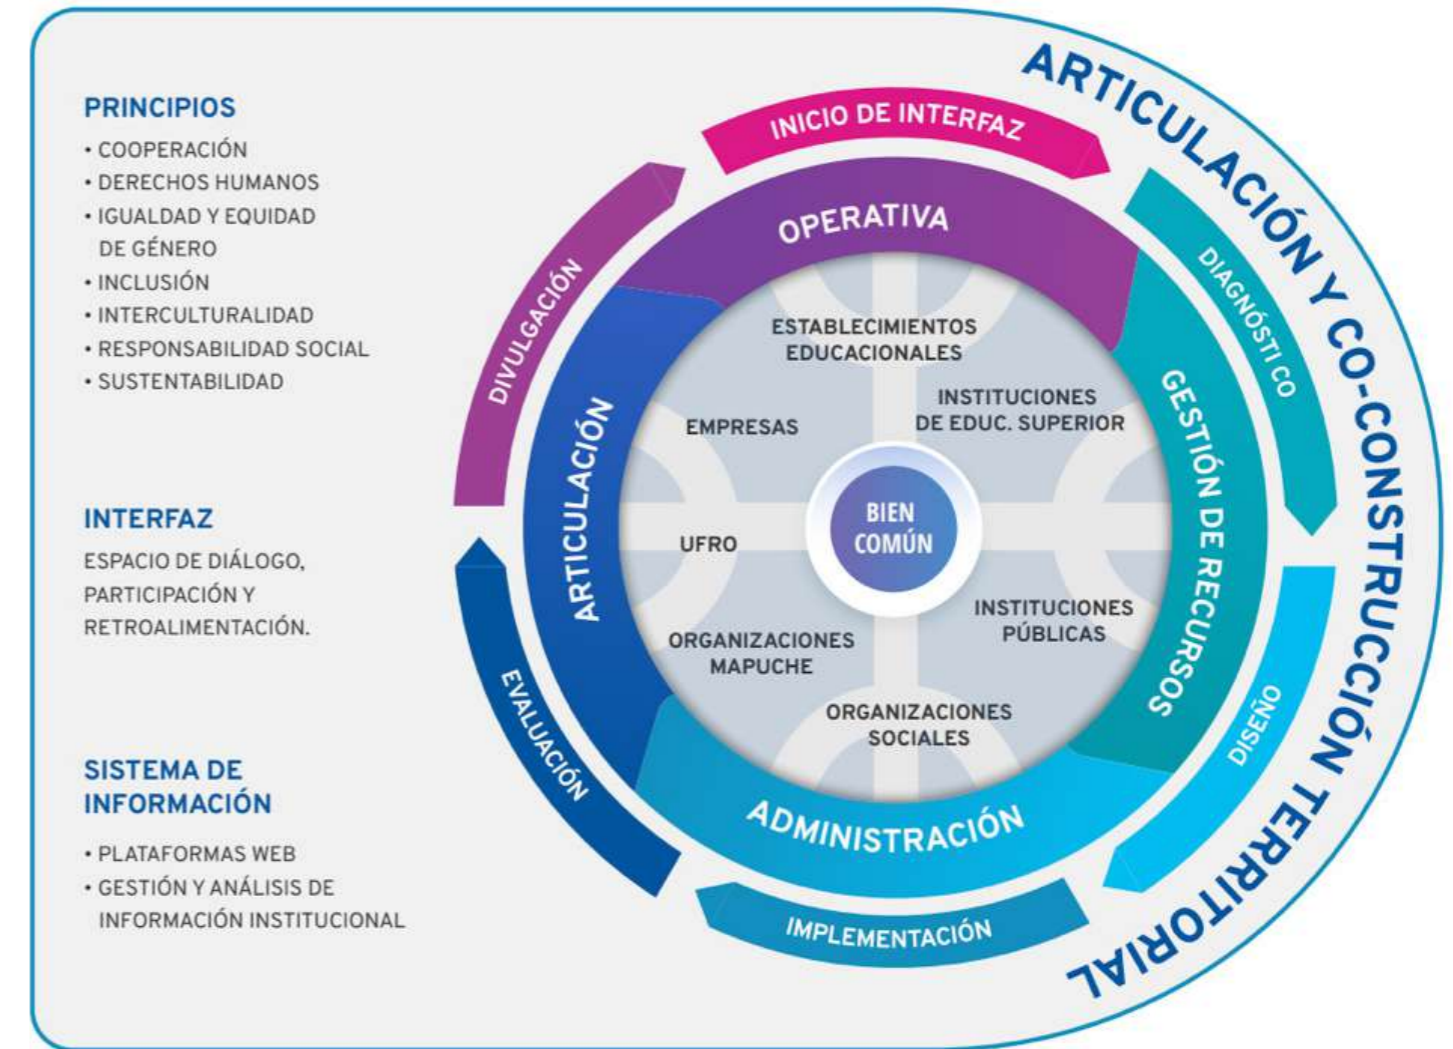 PRINCIPIOS
• COOPERACIÓN
• DERECHOS HUMANOS
• IGUALDAD Y EQUIDAD
DE GÉNERO
• INCLUSIÓN
• INTERCULTURALIDAD
• RESPONSABILIDAD SOCIAL
• SUSTENTABILIDAD
INTERFAZ
ESPACIO DE DIÁLOGO,
PARTICIPACIÓN Y
RETROALIMENTACIÓN.
SISTEMA DE
INFORMACIÓN
• PLATAFORMAS WEB
• GESTIÓN Y ANÁLISIS DE
INFORMACIÓN INSTITUCIONAL
ARTICULACIÓN Y CO-CONSTRUCCIÓN TERRITORIAL
INICIO DE INTERFAZ
DIAGNÓSTI CO
DISEÑO
IMPLEMENTACIÓN
EVALUACIÓN
DIVULGACIÓN
OPERATIVA
GESTIÓN DE RECURSOS
ADMINISTRACIÓN
ARTICULACIÓN
ESTABLECIMIENTOS
EDUCACIONALES
INSTITUCIONES
DE EDUC. SUPERIOR
EMPRESAS
BIEN
COMÚN
UFRO
INSTITUCIONES
PÚBLICAS
ORGANIZACIONES
MAPUCHE
ORGANIZACIONES
SOCIALES